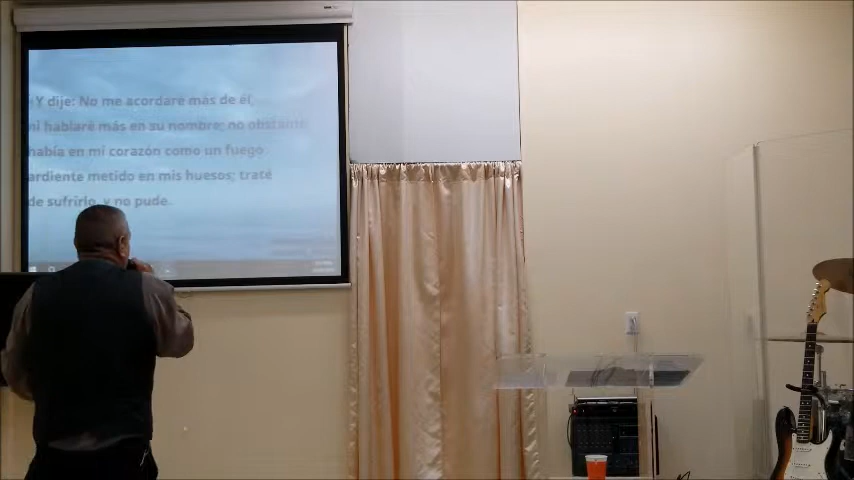 Y dije: No me acordaré más de él,
ni hablaré más en su nombre; no obstante
había en mi corazón como un fuego
ardiente metido en mis huesos; traté
de sufrirlo, y no pude.